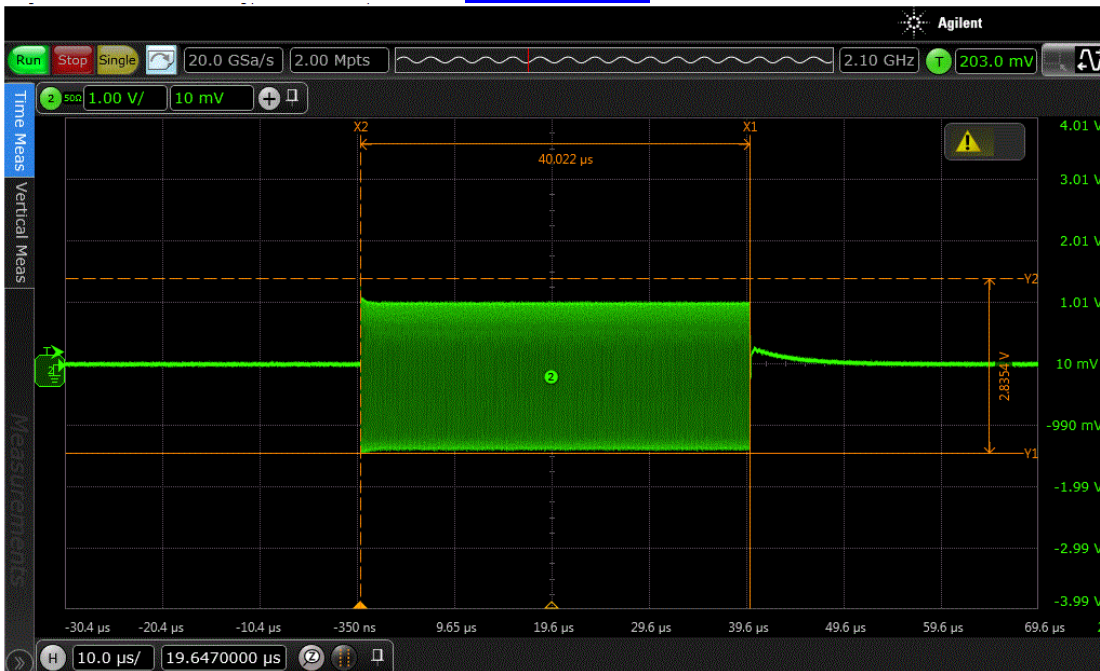 Agilent
Run Stop Single 20.0 GSa/s 2.00 Mpts 2.10 GHz T 203.0 mV
2 50Ω 1.00 V/ 10 mV +
Time Meas
Vertical Meas
Measurements
X2 X1
40.022 µs
4.01 V
3.01 V
2.01 V
Y2
1.01 V
T
2
2
10 mV
2.8354 V
-990 mV
Y1
-1.99 V
-2.99 V
-3.99 V
-30.4 µs -20.4 µs -10.4 µs -350 ns 9.65 µs 19.6 µs 29.6 µs 39.6 µs 49.6 µs 59.6 µs 69.6 µs
H 10.0 µs/ 19.6470000 µs Z